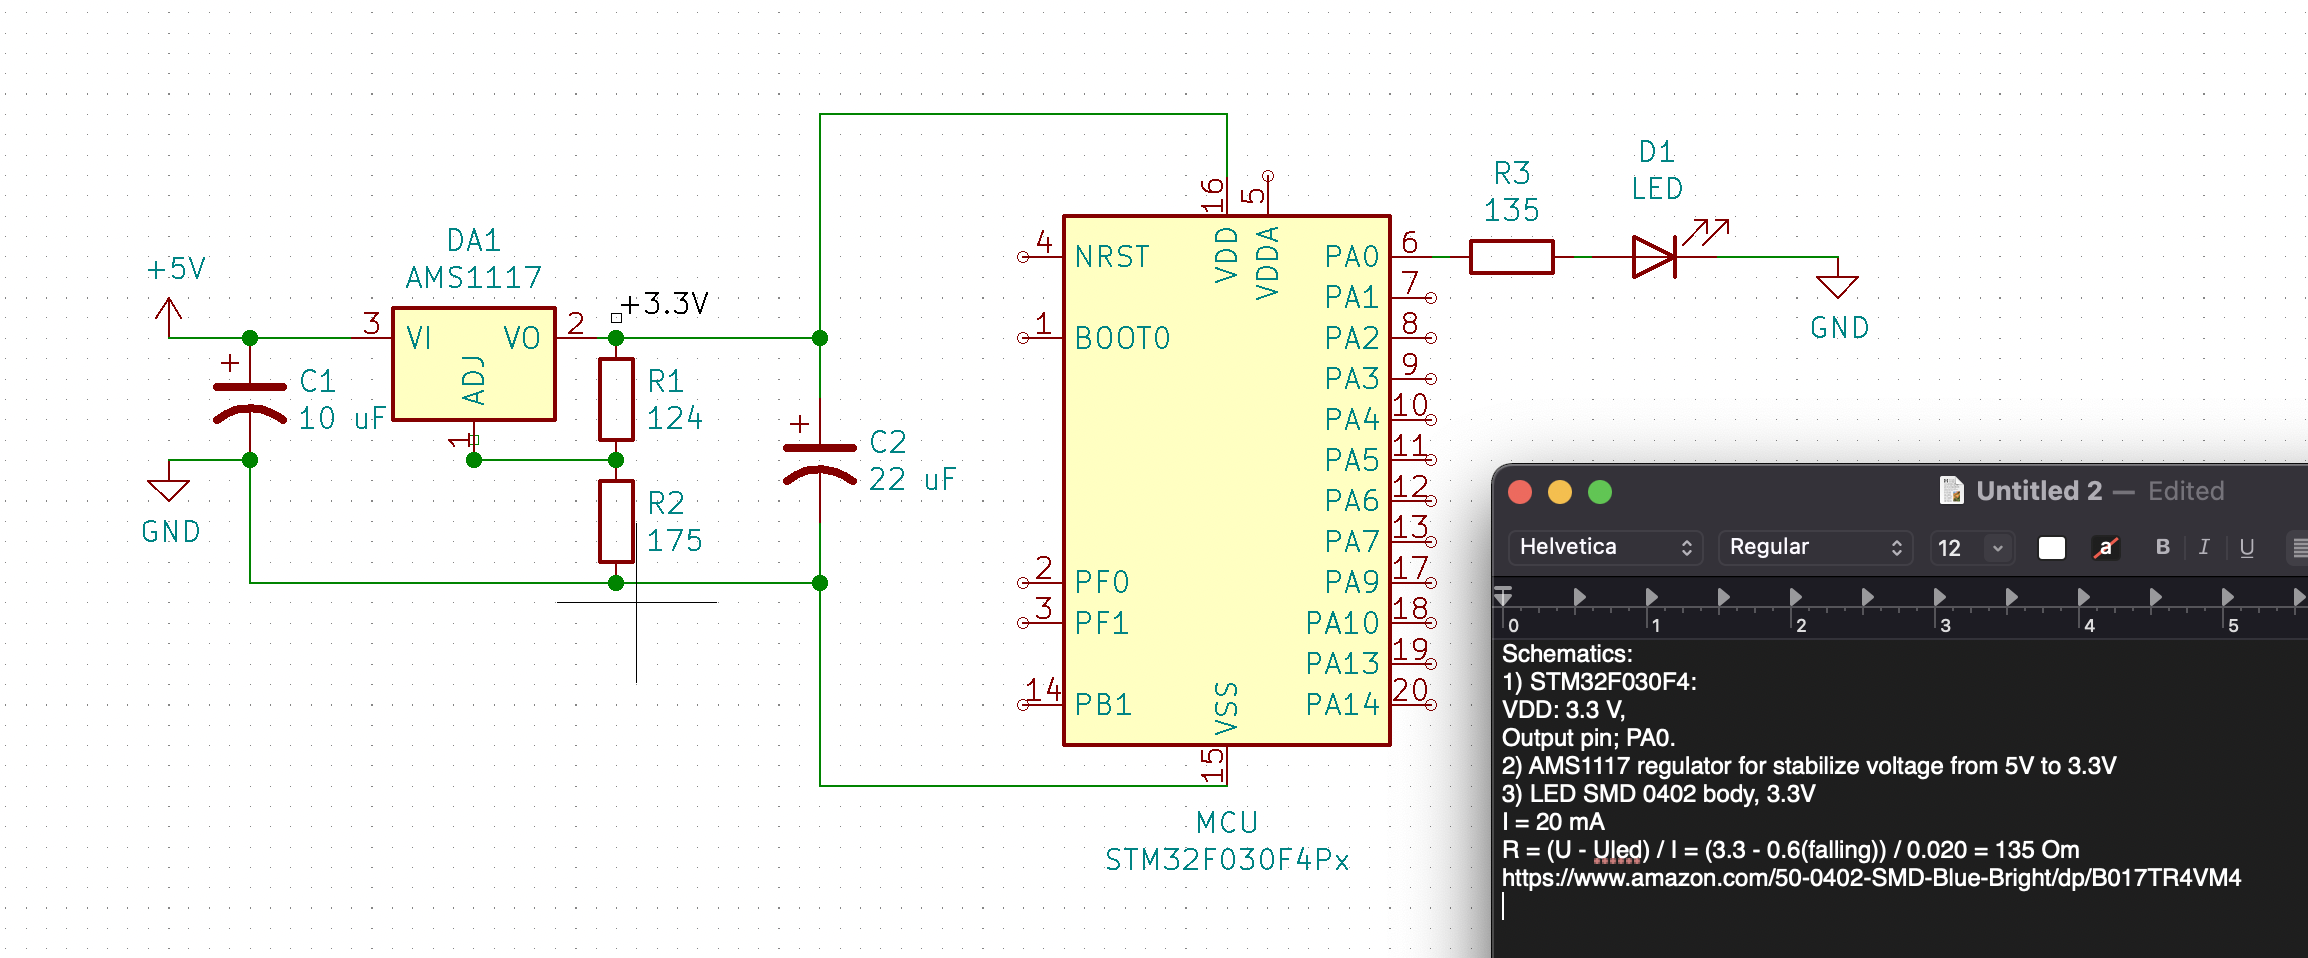 +5V
GND
+
C1
10 uF
DA1
AMS1117
3
VI
VO
2
ADJ
1
+3.3V
R1
124
R2
175
+
C2
22 uF
16
5
VDD
VDDA
4
NRST
1
BOOT0
2
PF0
3
PF1
14
PB1
VSS
15
PA0
6
PA1
7
PA2
8
PA3
9
PA4
10
PA5
11
PA6
12
PA7
13
PA9
17
PA10
18
PA13
19
PA14
20
MCU
STM32F030F4Px
R3
135
D1
LED
GND
Untitled 2 — Edited
Helvetica
Regular
12
a
B I U
0 1 2 3 4 5
Schematics:
1) STM32F030F4:
VDD: 3.3 V,
Output pin; PA0.
2) AMS1117 regulator for stabilize voltage from 5V to 3.3V
3) LED SMD 0402 body, 3.3V
I = 20 mA
R = (U - Uled) / I = (3.3 - 0.6(falling)) / 0.020 = 135 Om
https://www.amazon.com/50-0402-SMD-Blue-Bright/dp/B017TR4VM4